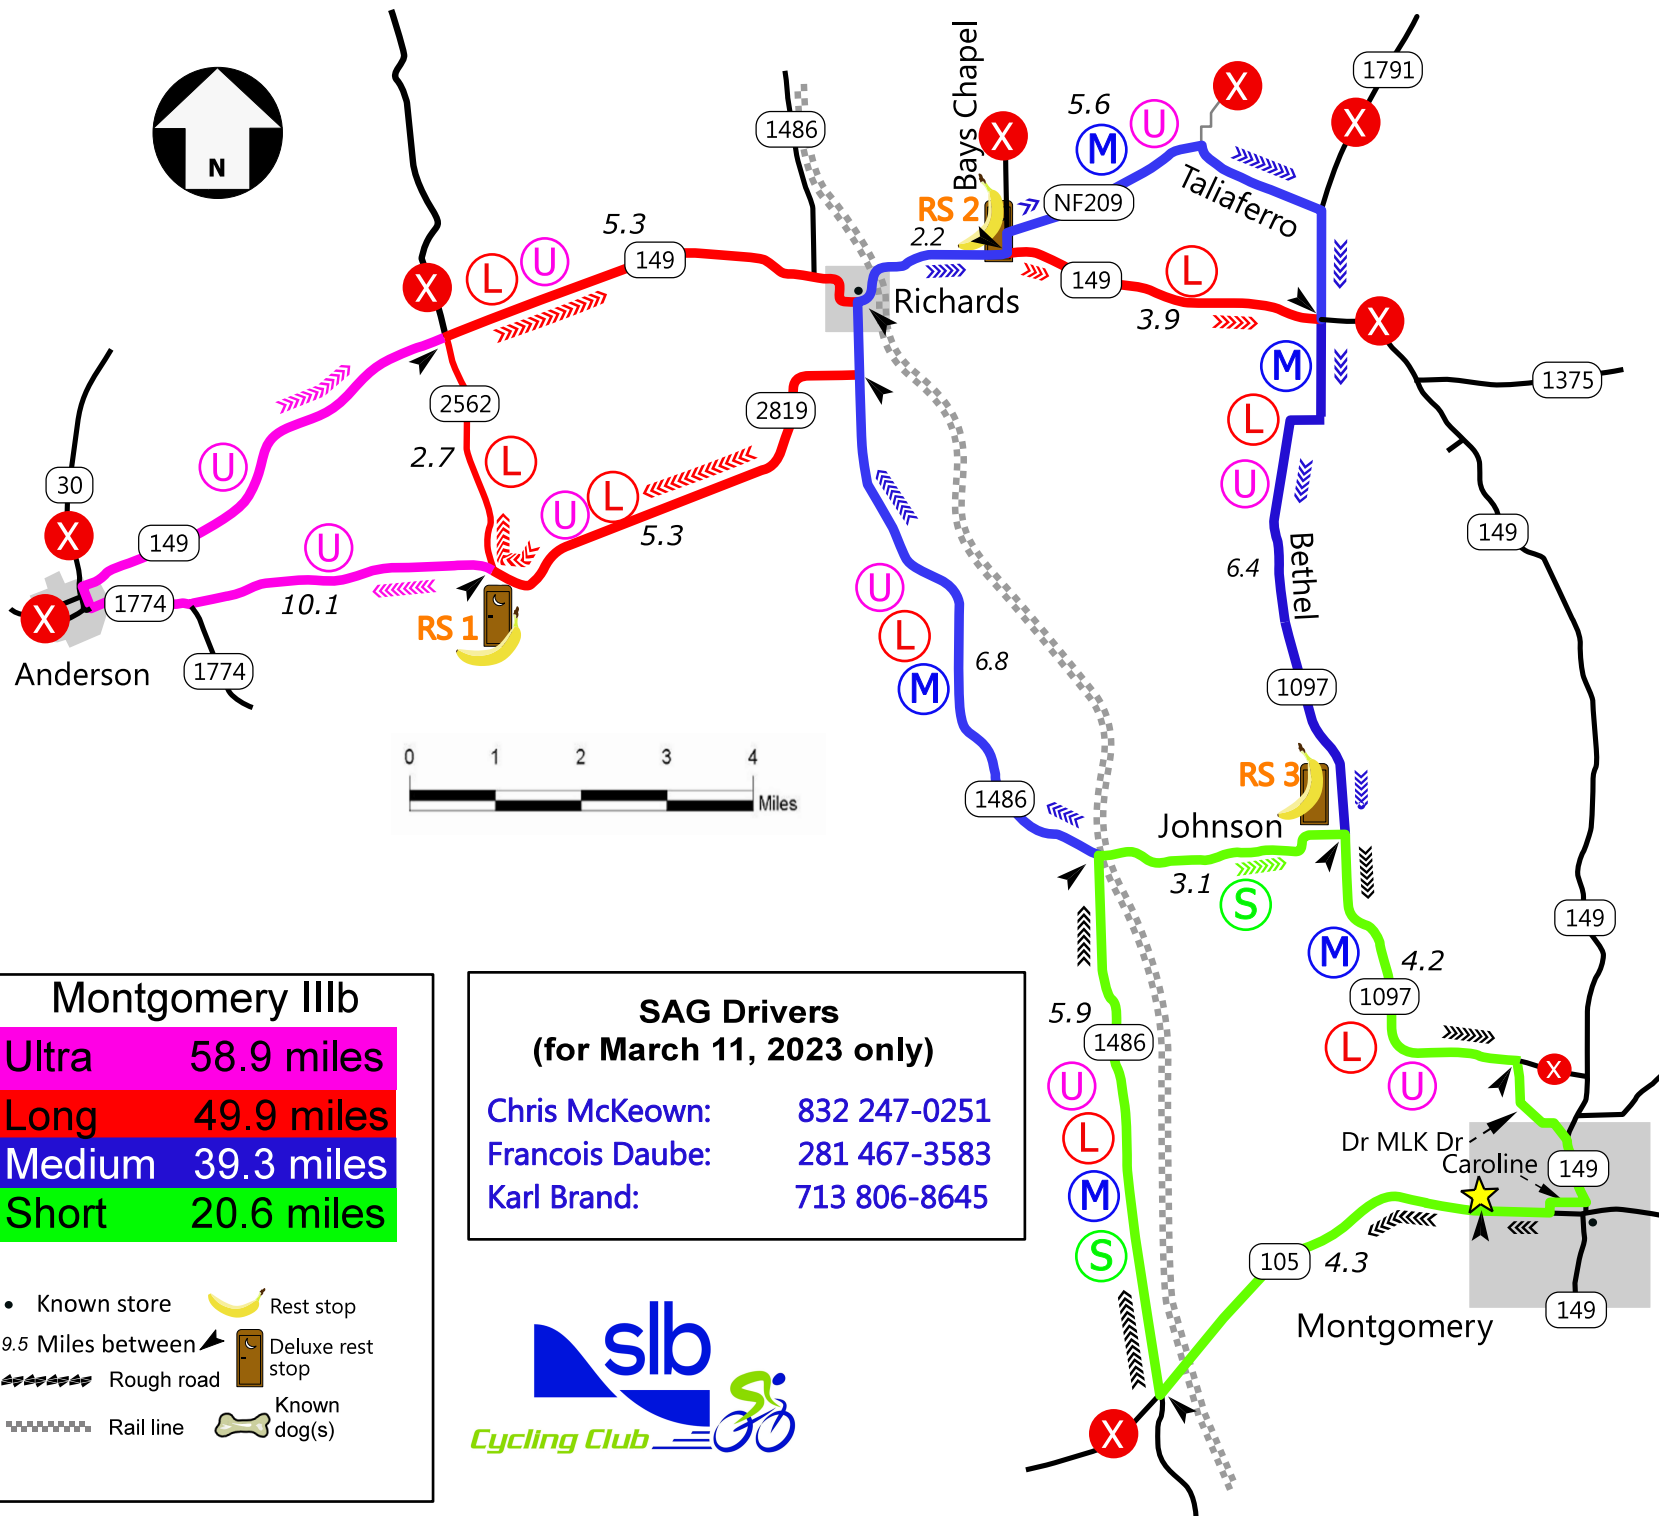 N
1791
X
X
X
Bays Chapel
5.6
U
M
1486
Taliaferro
NF209
RS 2
2.2
5.3
L
U
149
X
Richards
149
L
3.9
X
M
1375
2562
2819
L
2.7
L
U
L
U
5.3
U
30
X
149
U
149
1774
10.1
X
RS 1
1774
Anderson
U
L
M
6.8
6.4
Bethel
1097
0 1 2 3 4
Miles
1486
RS 3
Johnson
3.1
S
149
M
4.2
1097
L
U
X
5.9
1486
U
L
M
S
Dr MLK Dr
Caroline
149
105
4.3
149
Montgomery
X
Montgomery IIIb
Ultra 58.9 miles
Long 49.9 miles
Medium 39.3 miles
Short 20.6 miles
Known store
Rest stop
9.5 Miles between
Deluxe rest
stop
Rough road
Rail line
Known
dog(s)
SAG Drivers
(for March 11, 2023 only)
Chris McKeown: 832 247-0251
Francois Daube: 281 467-3583
Karl Brand: 713 806-8645
slb
Cycling Club